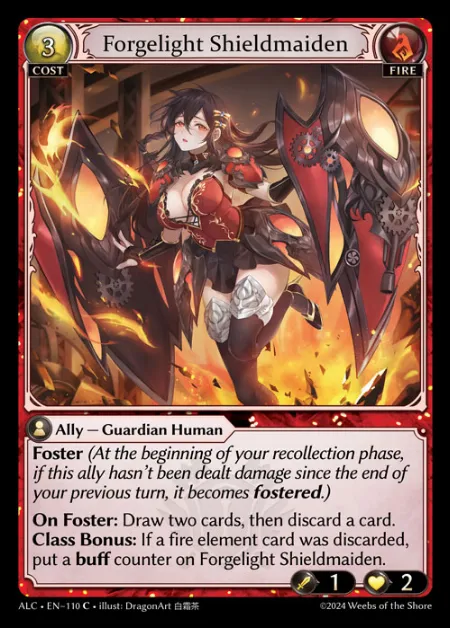 3
Forgelight Shieldmaiden
COST
FIRE
Ally — Guardian Human
Foster (At the beginning of your recollection phase,
if this ally hasn't been dealt damage since the end of
your previous turn, it becomes fostered.)
On Foster: Draw two cards, then discard a card.
Class Bonus: If a fire element card was discarded,
put a buff counter on Forgelight Shieldmaiden.
1
2
ALC • EN–110 C • illust: DragonArt 白霜茶
©2024 Weebs of the Shore